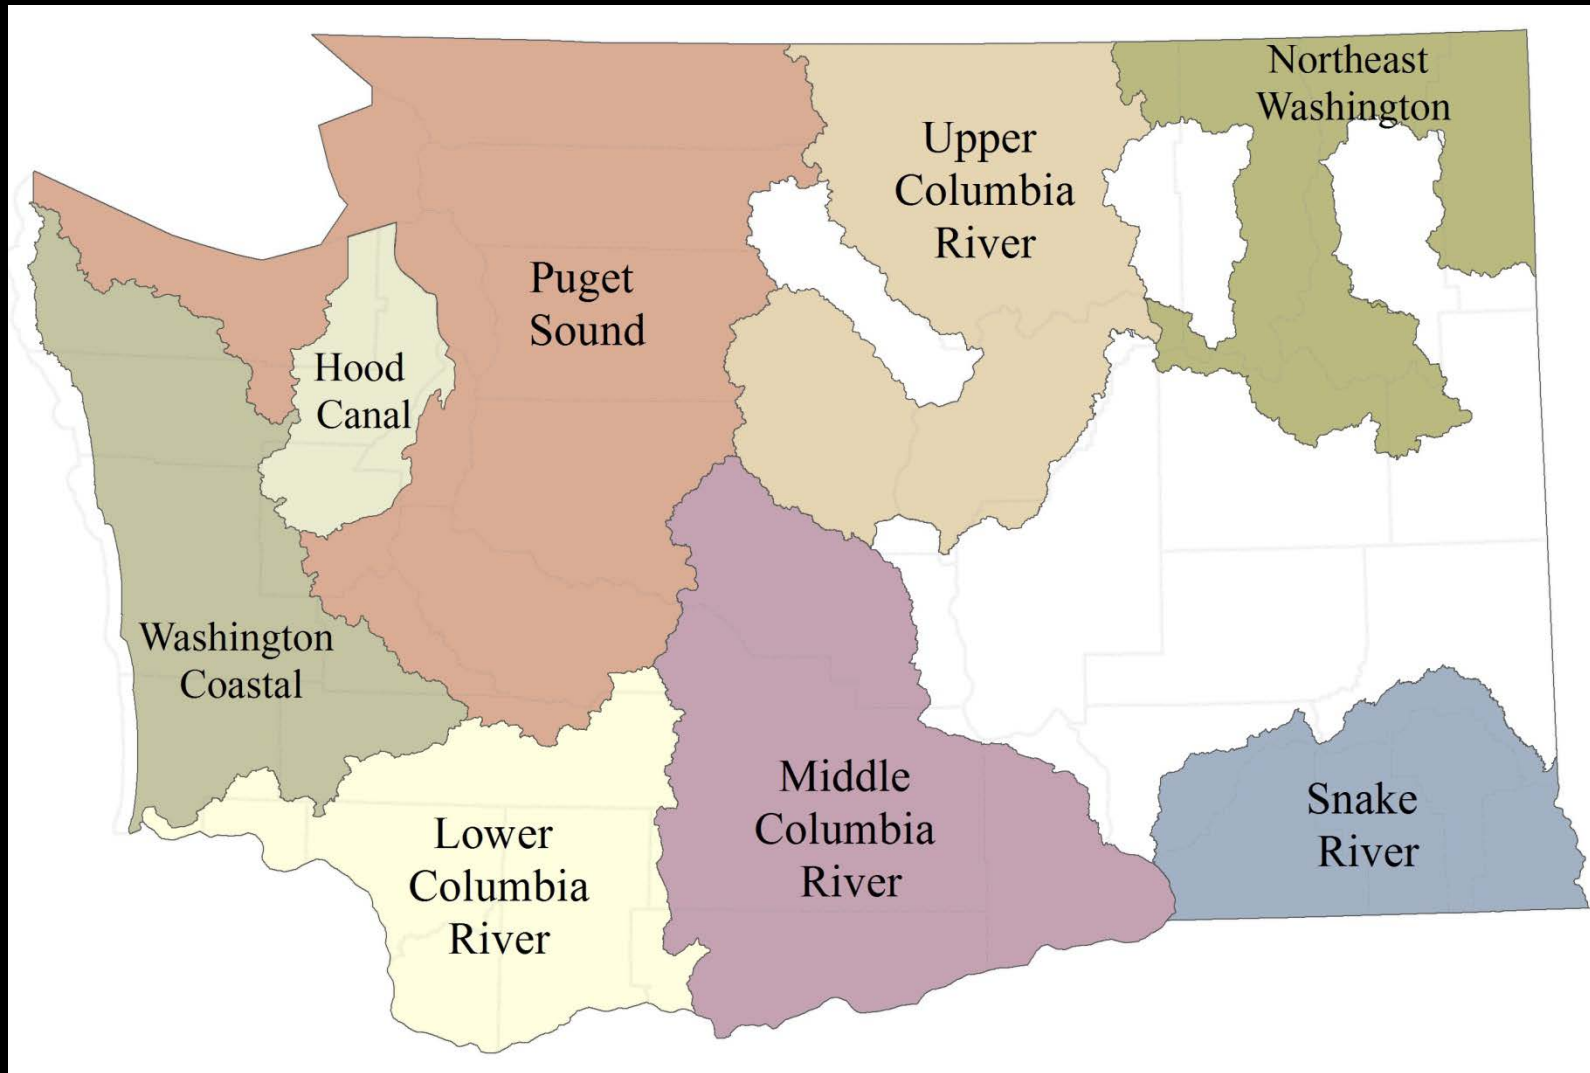 Northeast
Washington
Upper
Columbia
River
Puget
Sound
Hood
Canal
Washington
Coastal
Middle
Columbia
River
Snake
River
Lower
Columbia
River